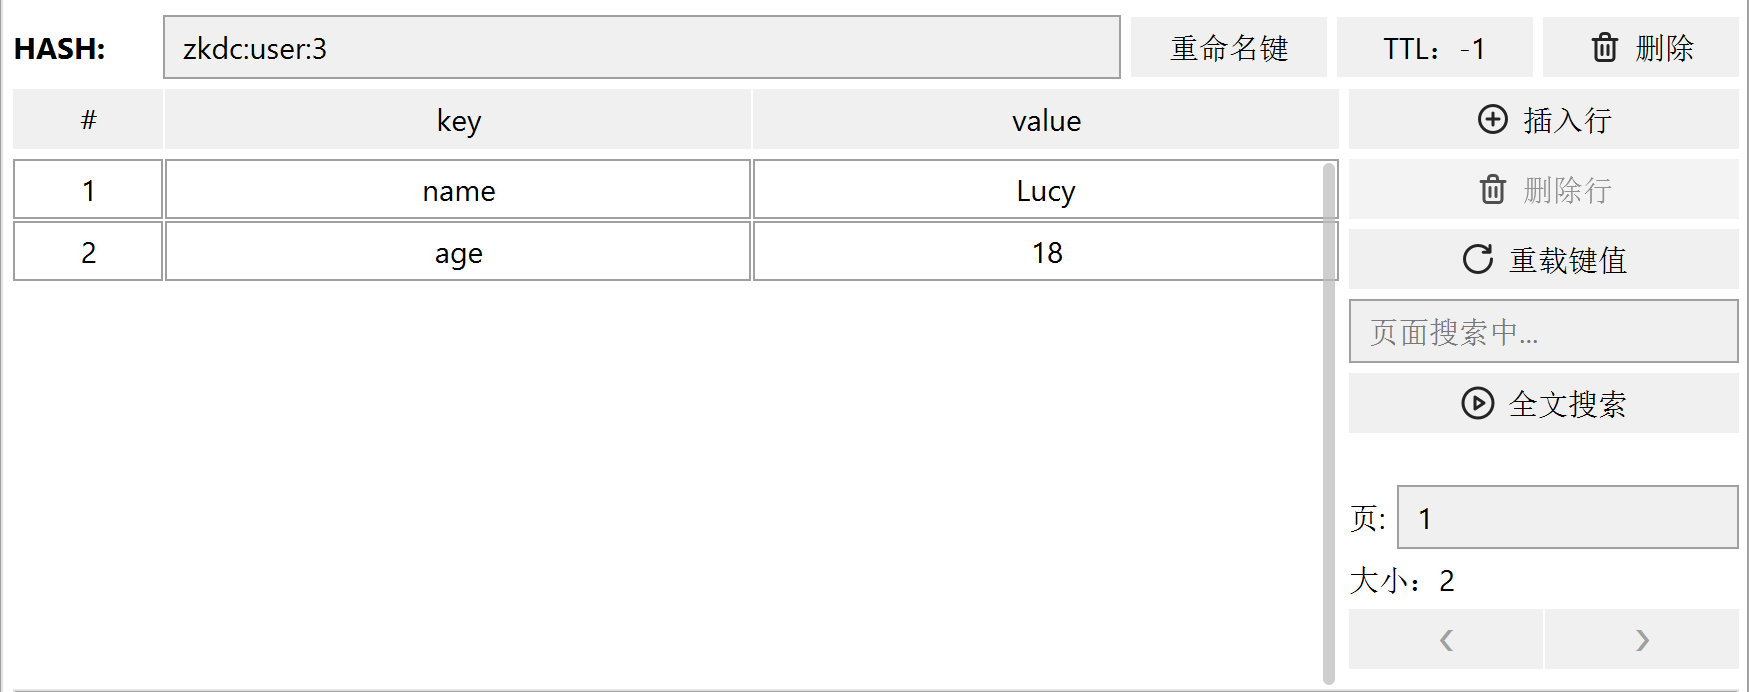 HASH: zkdc:user:3 重命名键 TTL：-1 删除
# key value 插入行
1 name Lucy 删除行
2 age 18 重载键值
页面搜索中...
全文搜索
页: 1
大小：2